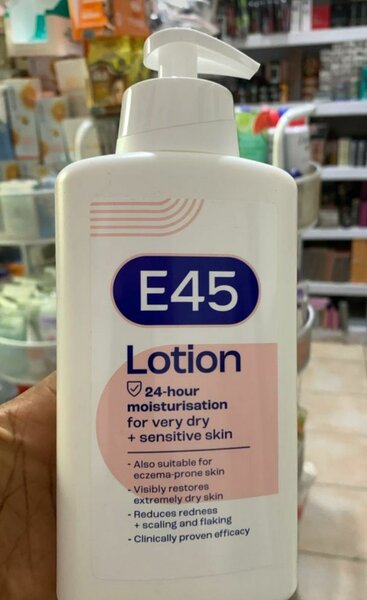 E45
Lotion
24-hour
moisturisation
for very dry
+ sensitive skin
- Also suitable for
eczema-prone skin
- Visibly restores
extremely dry skin
- Reduces redness
+ scaling and flaking
- Clinically proven efficacy